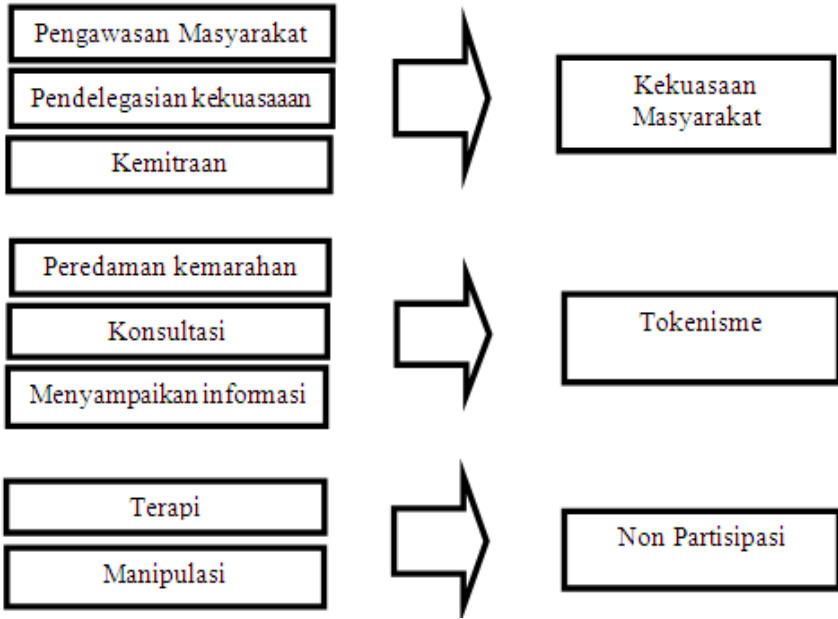 Pengawasan Masyarakat
Pendelegasian kekuasaaan
Kemitraan
Kekuasaan
Masyarakat
Peredaman kemarahan
Konsultasi
Menyampaikan informasi
Tokenisme
Terapi
Manipulasi
Non Partisipasi